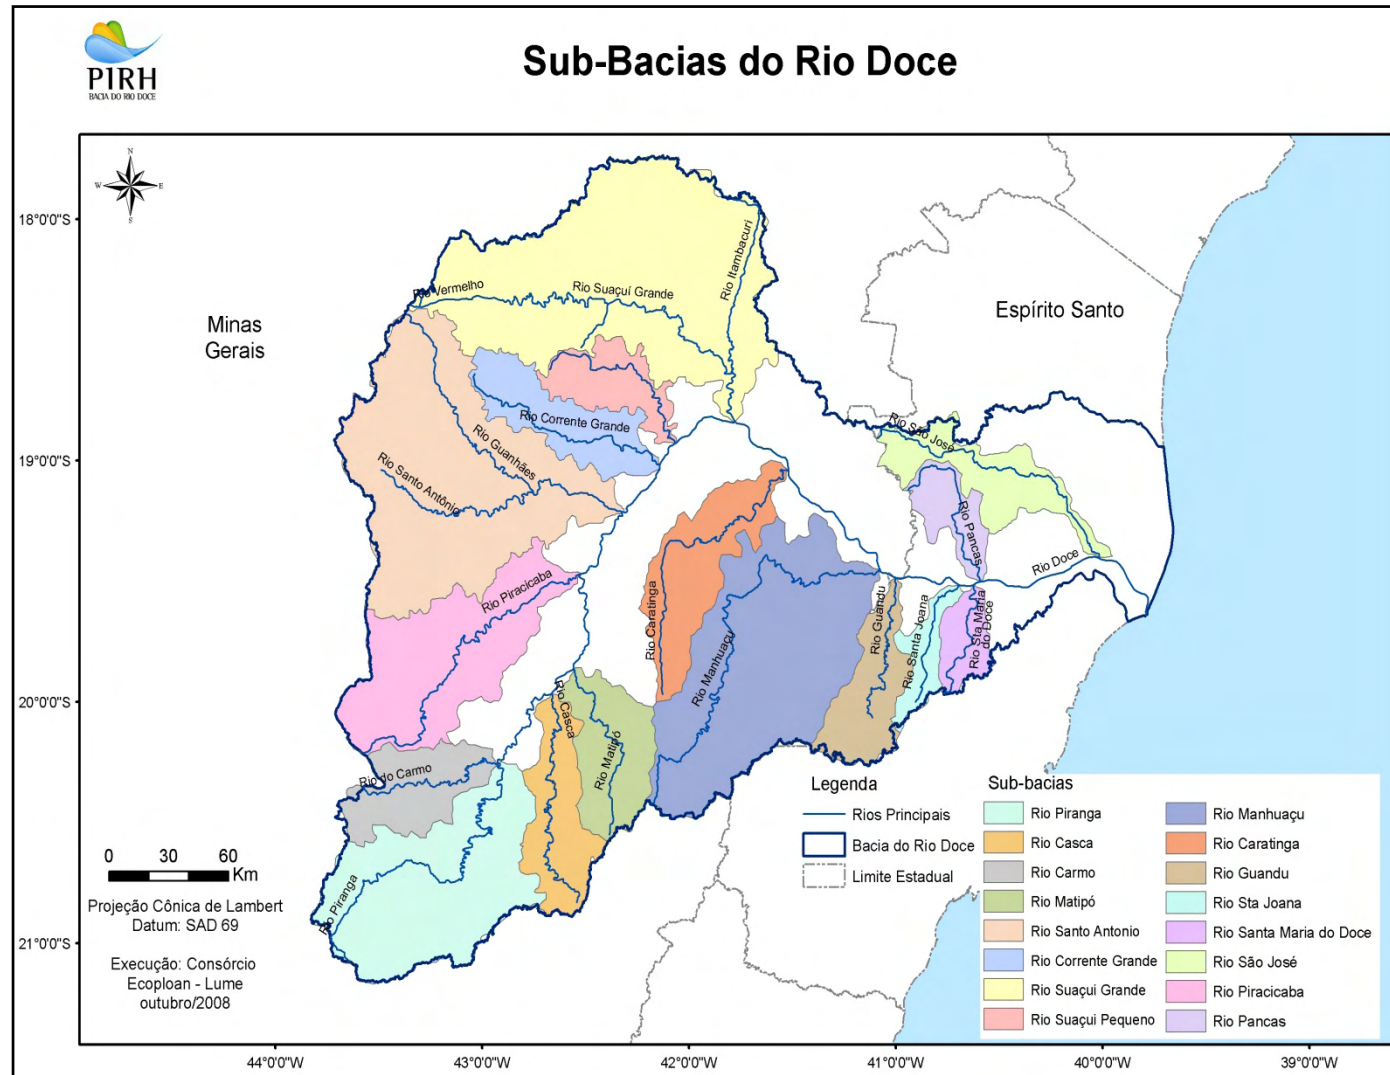 PIRH
BACIA DO RIO DOCE
Sub-Bacias do Rio Doce
N
W
E
S
18°0'0"S
19°0'0"S
20°0'0"S
21°0'0"S
Minas
Gerais
Espírito Santo
Rio Vermelho
Rio Suaçuí Grande
Rio Itambacuri
Rio Corrente Grande
Rio Guanhães
Rio Santo Antônio
Rio São José
Rio Pancas
Rio Doce
Rio Piracicaba
Rio Caratinga
Rio Manhuaçu
Rio Guandu
Rio Santa Joana
Rio Sta Maria
do Doce
Rio Casca
Rio Matipó
Rio do Carmo
Rio Piranga
0 30 60
Km
Projeção Cônica de Lambert
Datum: SAD 69
Execução: Consórcio
Ecoploan - Lume
outubro/2008
Legenda
Rios Principais
Bacia do Rio Doce
Limite Estadual
Sub-bacias
Rio Piranga
Rio Casca
Rio Carmo
Rio Matipó
Rio Santo Antonio
Rio Corrente Grande
Rio Suaçui Grande
Rio Suaçui Pequeno
Rio Manhuaçu
Rio Caratinga
Rio Guandu
Rio Sta Joana
Rio Santa Maria do Doce
Rio São José
Rio Piracicaba
Rio Pancas
44°0'0"W
43°0'0"W
42°0'0"W
41°0'0"W
40°0'0"W
39°0'0"W